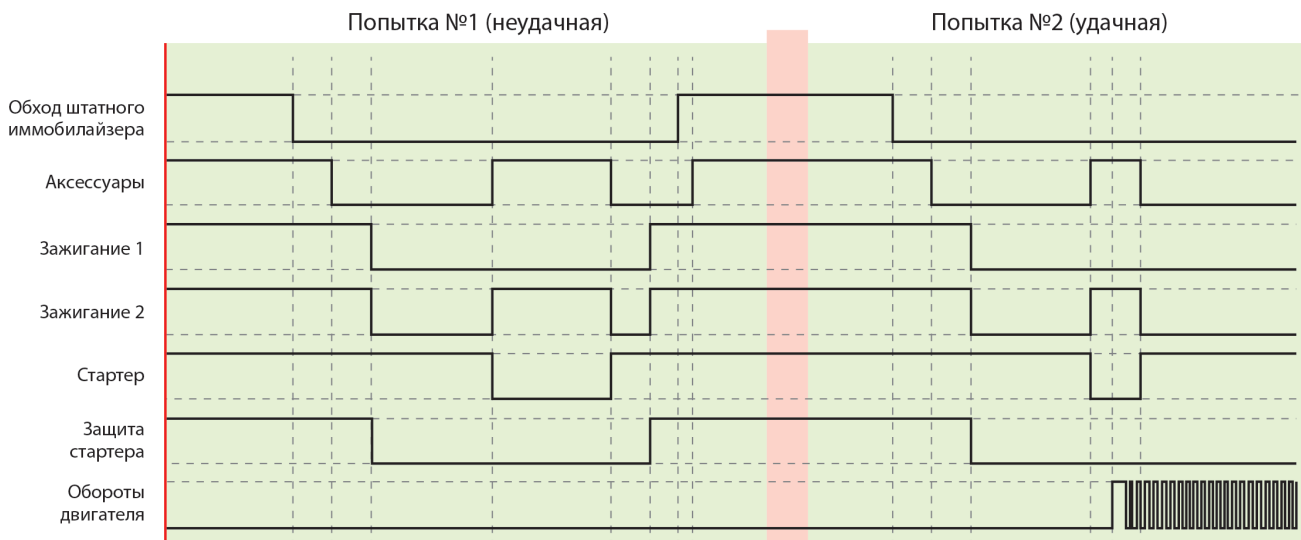 Попытка №1 (неудачная)
Попытка №2 (удачная)
Обход штатного
иммобилайзера
Аксессуары
Зажигание 1
Зажигание 2
Стартер
Защита
стартера
Обороты
двигателя